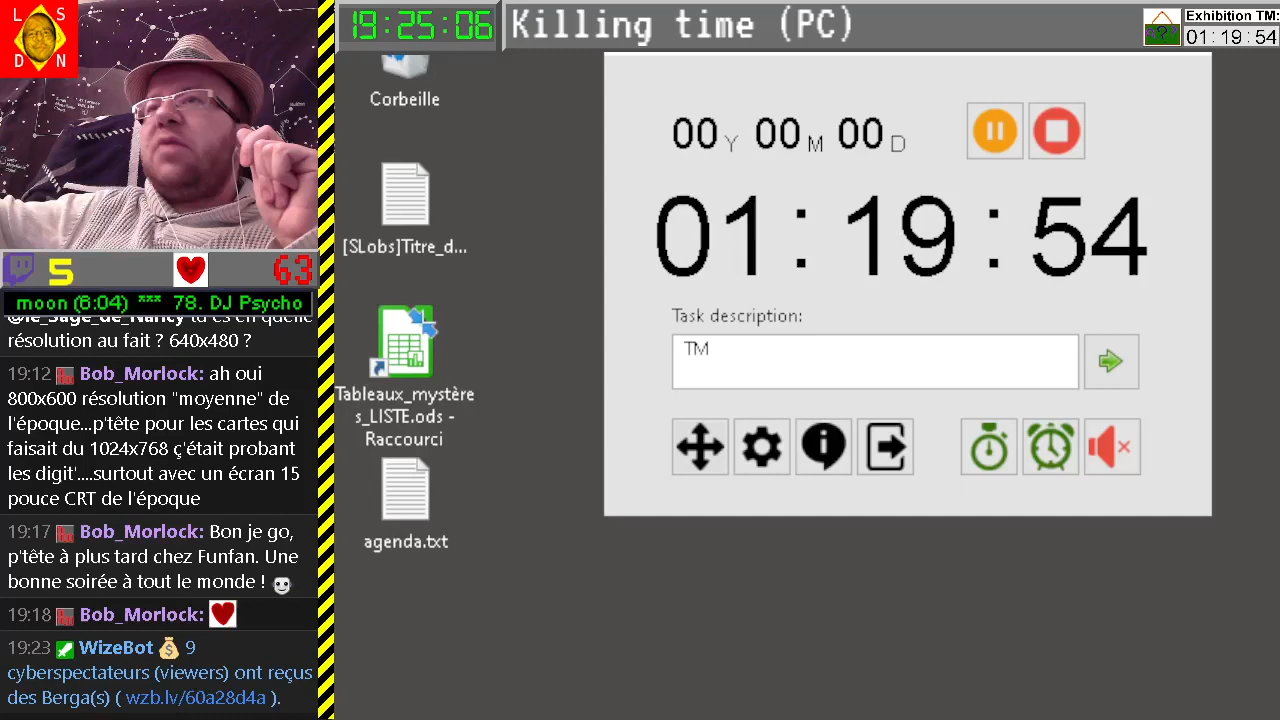 L S
D N
19:25:06
Killing time (PC)
Exhibition TM:
01:19:54
5
63
moon (6:04) *** 78. DJ Psycho
@le_Sage_de_Nancy tu es en quelle
résolution au fait ? 640x480 ?
19:12 Bob_Morlock: ah oui
800x600 résolution "moyenne" de
l'époque...p'tête pour les cartes qui
faisait du 1024x768 ç'était probant
les digit'....surtout avec un écran 15
pouce CRT de l'époque
19:17 Bob_Morlock: Bon je go,
p'tête à plus tard chez Funfan. Une
bonne soirée à tout le monde !
19:18 Bob_Morlock:
19:23 WizeBot 9
cyberspectateurs (viewers) ont reçus
des Berga(s) ( wzb.lv/60a28d4a ).
Corbeille
[SLobs]Titre_d...
Tableaux_mystère
s_LISTE.ods -
Raccourci
agenda.txt
00 Y 00 M 00 D
01:19:54
Task description:
TM